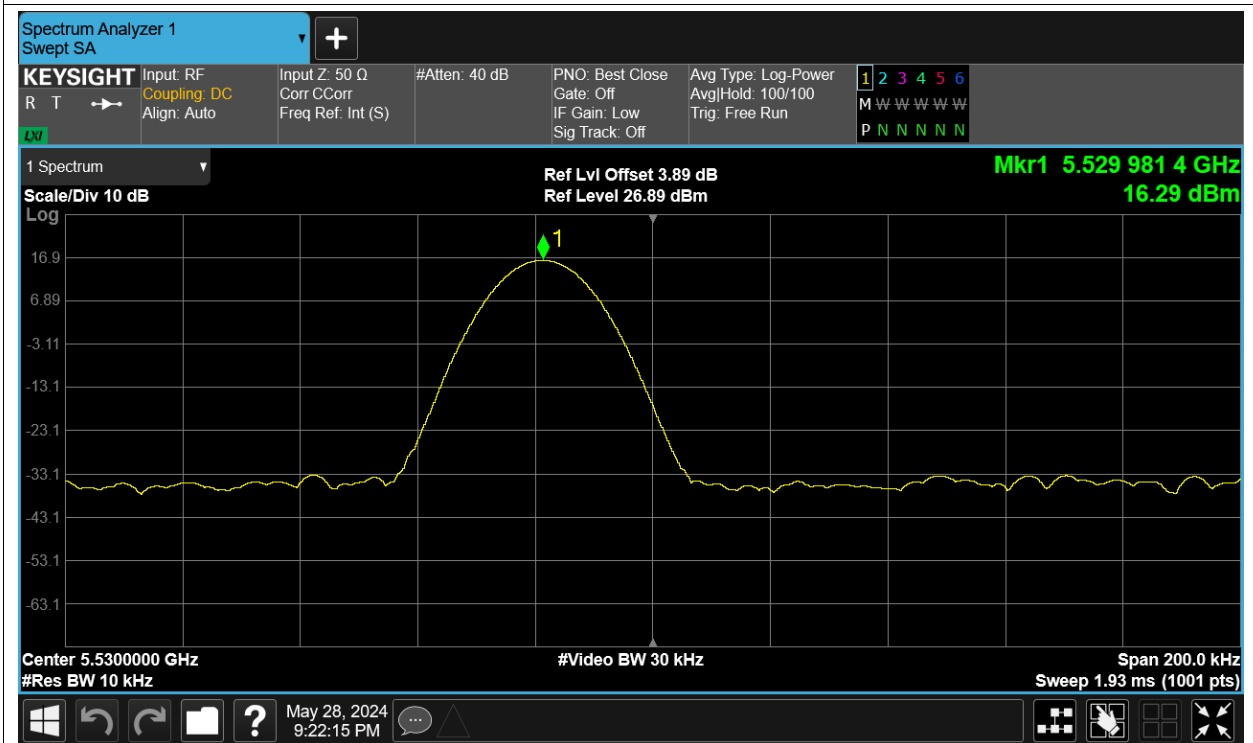 Spectrum Analyzer 1
Swept SA
KEYSIGHT
R T
LXI
Input: RF
Coupling: DC
Align: Auto
Input Z: 50 Ω
Corr CCorr
Freq Ref: Int (S)
#Atten: 40 dB
PNO: Best Close
Gate: Off
IF Gain: Low
Sig Track: Off
Avg Type: Log-Power
Avg|Hold: 100/100
Trig: Free Run
1 2 3 4 5 6
M W W W W W
P N N N N N
1 Spectrum
Scale/Div 10 dB
Log
Ref Lvl Offset 3.89 dB
Ref Level 26.89 dBm
Mkr1 5.529 981 4 GHz
16.29 dBm
1
16.9
6.89
-3.11
-13.1
-23.1
-33.1
-43.1
-53.1
-63.1
Center 5.5300000 GHz
#Res BW 10 kHz
#Video BW 30 kHz
Span 200.0 kHz
Sweep 1.93 ms (1001 pts)
?
May 28, 2024
9:22:15 PM